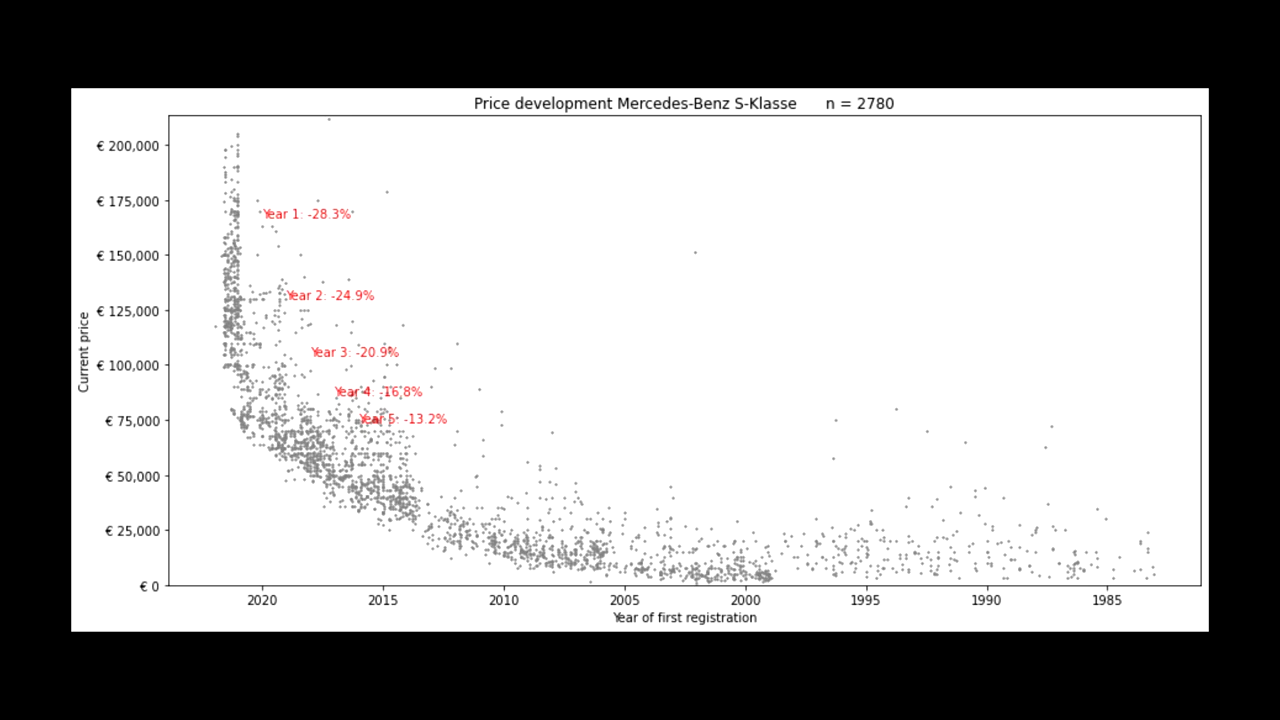 Price development Mercedes-Benz S-Klasse n = 2780
€ 200,000
€ 175,000
Year 1: -28.3%
€ 150,000
Year 2: -24.9%
€ 125,000
Year 3: -20.9%
€ 100,000
Year 4: -16.8%
€ 75,000
Year 5: -13.2%
€ 50,000
€ 25,000
€ 0
Current price
2020 2015 2010 2005 2000 1995 1990 1985
Year of first registration